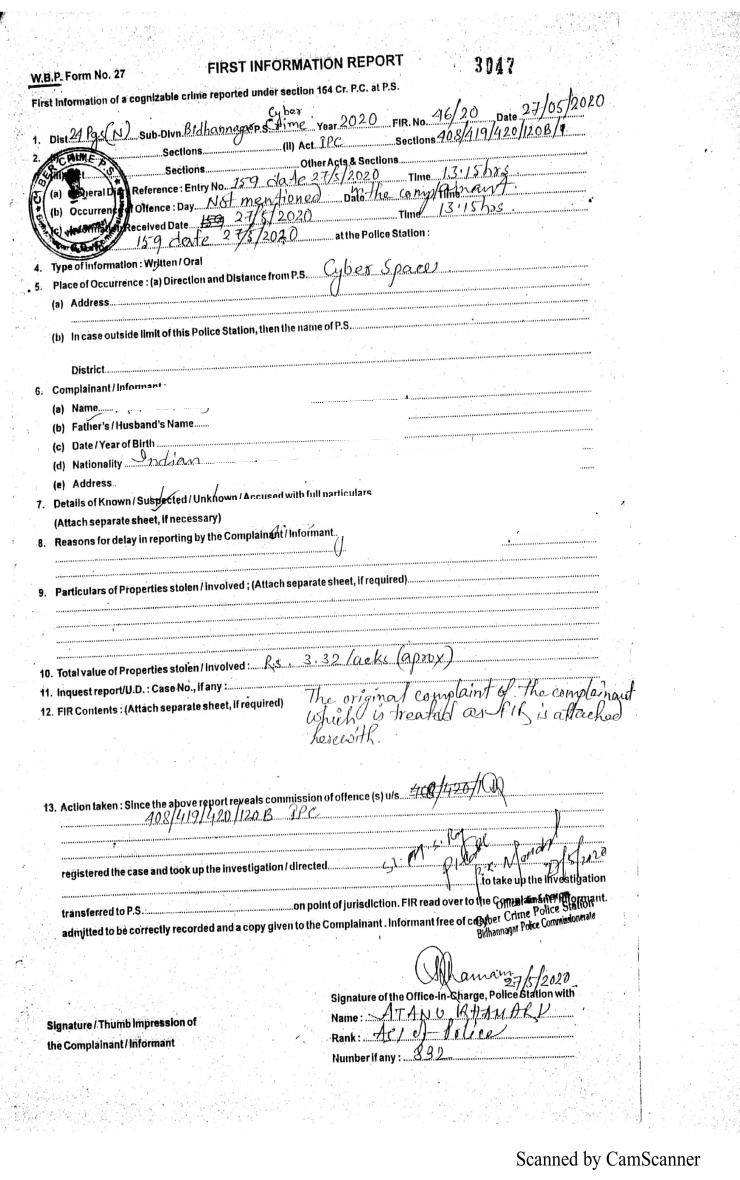 FIRST INFORMATION REPORT
3047
W.B.P. Form No. 27
First Information of a cognizable crime reported under section 154 Cr. P.C. at P.S.
1. Dist. 24 Pgs (N) Sub-Divn. Bidhannagar P.S. Cyber Crime Year 2020 FIR. No. 46/20 Date 27/05/2020
2. Sections (II) Act IPC Sections 408/419/420/120B/
Sections Other Acts & Sections
(a) General Diary Reference : Entry No. 159 date 27/5/2020 Time 13.15 hrs
(b) Occurrence of Offence : Day. Not mentioned Date in the complainant.
(c) Information Received Date 159 27/5/2020 Time 13.15 hrs
159 date 27/5/2020 at the Police Station :
CYBER CRIME P.S.
4. Type of Information : Written / Oral
5. Place of Occurrence : (a) Direction and Distance from P.S. Cyber Space
(a) Address
(b) In case outside limit of this Police Station, then the name of P.S.
District
6. Complainant / Informant :
(a) Name
(b) Father's / Husband's Name
(c) Date / Year of Birth
(d) Nationality Indian
(e) Address
7. Details of Known / Suspected / Unknown / Accused with full particulars
(Attach separate sheet, if necessary)
8. Reasons for delay in reporting by the Complainant / Informant
9. Particulars of Properties stolen / Involved ; (Attach separate sheet, if required)
10. Total value of Properties stolen / Involved : Rs. 3.32 lacks (aprox)
11. Inquest report/U.D. : Case No., if any :
12. FIR Contents : (Attach separate sheet, if required) The original complaint of the complainant
which is treated as FIR is attached
herewith.
13. Action taken : Since the above report reveals commission of offence (s) u/s. 408/420/
408/419/420/120B IPC
registered the case and took up the investigation / directed SI. M. S. Roy
27/5/2020
to take up the Investigation
transferred to P.S. on point of jurisdiction. FIR read over to the Complainant / Informant.
admitted to be correctly recorded and a copy given to the Complainant. Informant free of cost.
Cyber Crime Police Station
Bidhannagar Police Commissionerate
27/5/2020
Signature of the Office-in-Charge, Police Station with
Signature / Thumb Impression of
the Complainant / Informant
Name : ATANU
Rank : of Police
Number if any : 892
Scanned by CamScanner